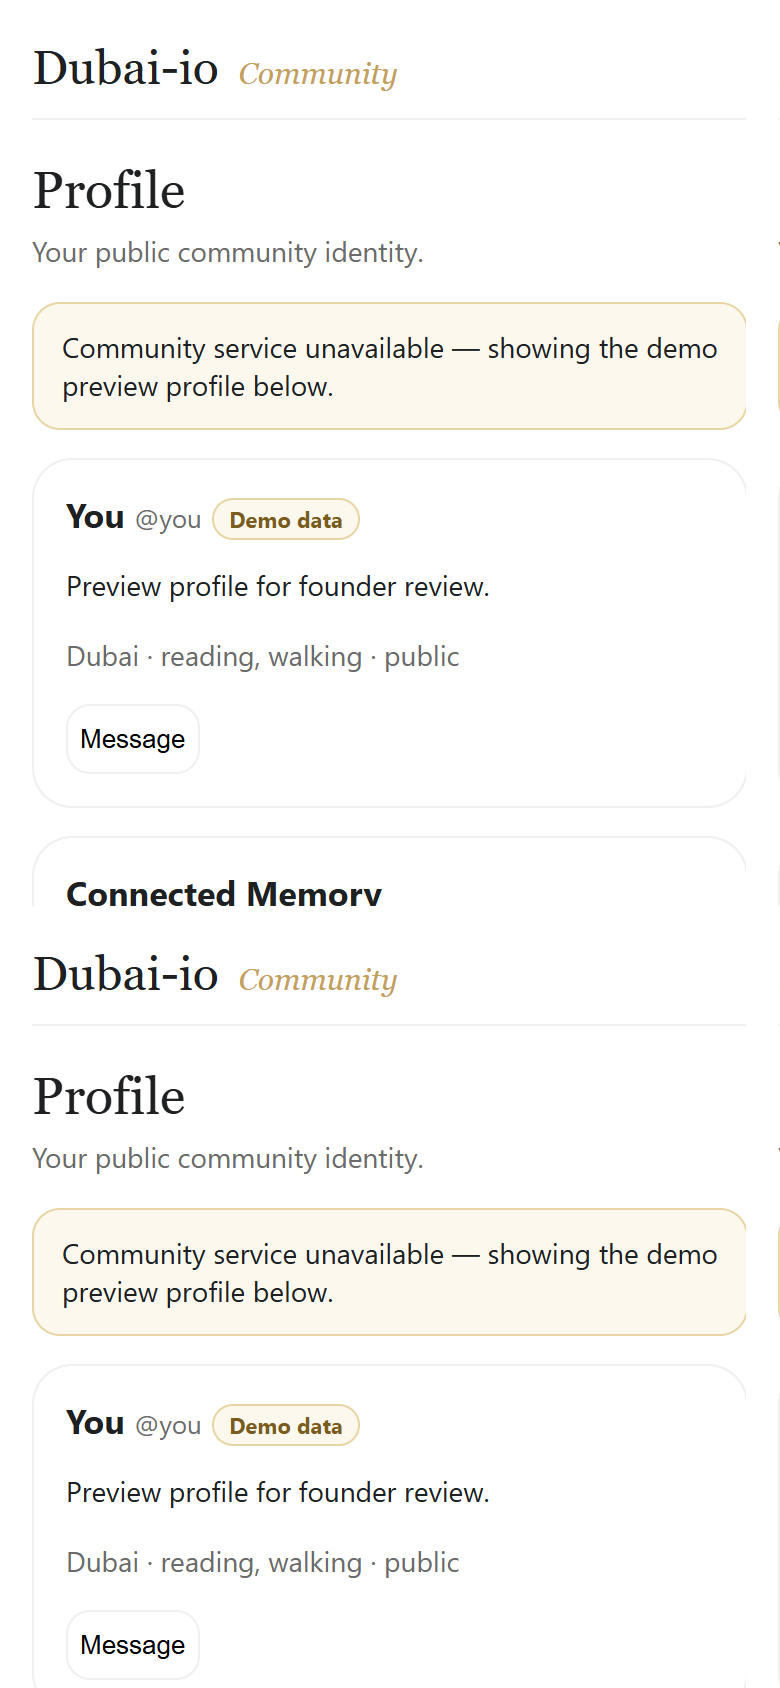 Dubai-io Community
Profile
Your public community identity.
Community service unavailable — showing the demo
preview profile below.
You @you Demo data
Preview profile for founder review.
Dubai · reading, walking · public
Message
Connected Memory
Dubai-io Community
Profile
Your public community identity.
Community service unavailable — showing the demo
preview profile below.
You @you Demo data
Preview profile for founder review.
Dubai · reading, walking · public
Message